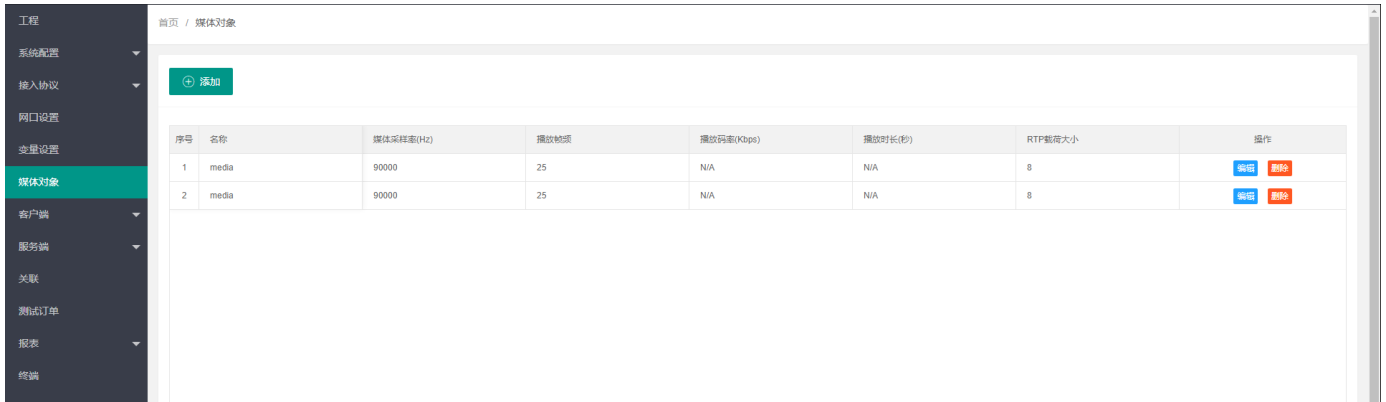 工程
系统配置
接入协议
网口设置
变量设置
媒体对象
客户端
服务端
关联
测试订单
报表
终端
首页 / 媒体对象
添加
序号 名称 媒体采样率(Hz) 播放帧频 播放码率(Kbps) 播放时长(秒) RTP载荷大小 操作
1 media 90000 25 N/A N/A 8 编辑 删除
2 media 90000 25 N/A N/A 8 编辑 删除